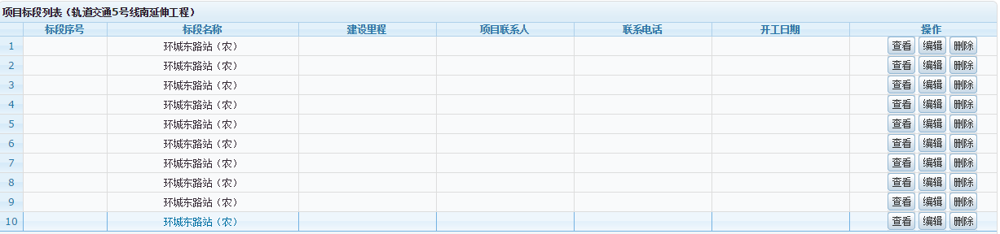 项目标段列表（轨道交通5号线南延伸工程）
标段序号 标段名称 建设里程 项目联系人 联系电话 开工日期 操作
1 环城东路站（农） 查看 编辑 删除
2 环城东路站（农） 查看 编辑 删除
3 环城东路站（农） 查看 编辑 删除
4 环城东路站（农） 查看 编辑 删除
5 环城东路站（农） 查看 编辑 删除
6 环城东路站（农） 查看 编辑 删除
7 环城东路站（农） 查看 编辑 删除
8 环城东路站（农） 查看 编辑 删除
9 环城东路站（农） 查看 编辑 删除
10 环城东路站（农） 查看 编辑 删除